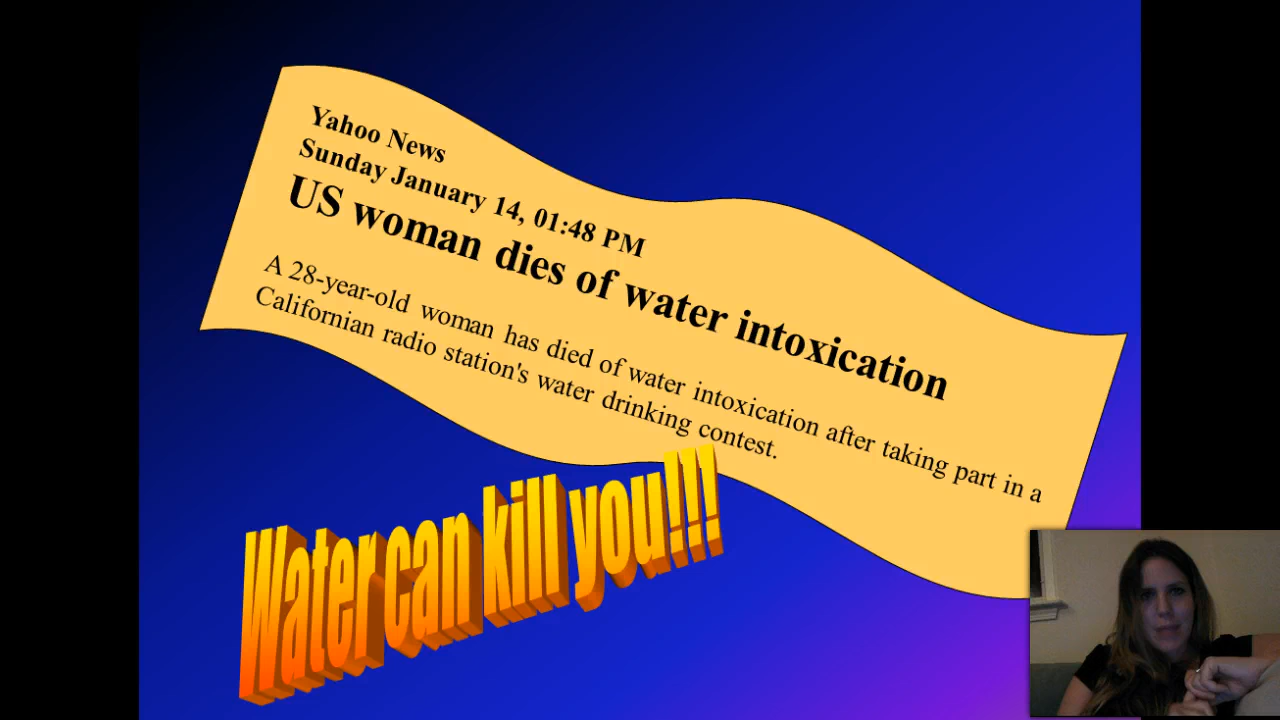 Yahoo News
Sunday January 14, 01:48 PM
US woman dies of water intoxication
A 28-year-old woman has died of water intoxication after taking part in a
Californian radio station's water drinking contest.
Water can kill you!!!